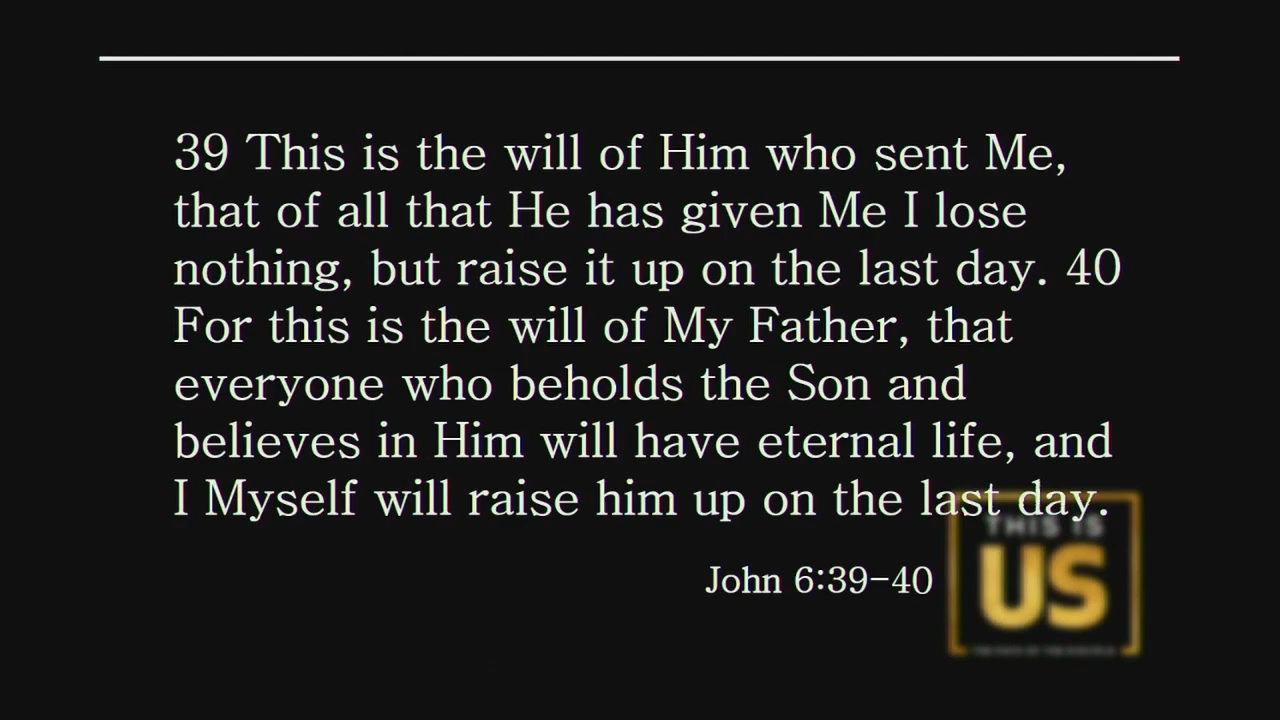 39 This is the will of Him who sent Me,
that of all that He has given Me I lose
nothing, but raise it up on the last day. 40
For this is the will of My Father, that
everyone who beholds the Son and
believes in Him will have eternal life, and
I Myself will raise him up on the last day.
John 6:39-40
THIS IS
US